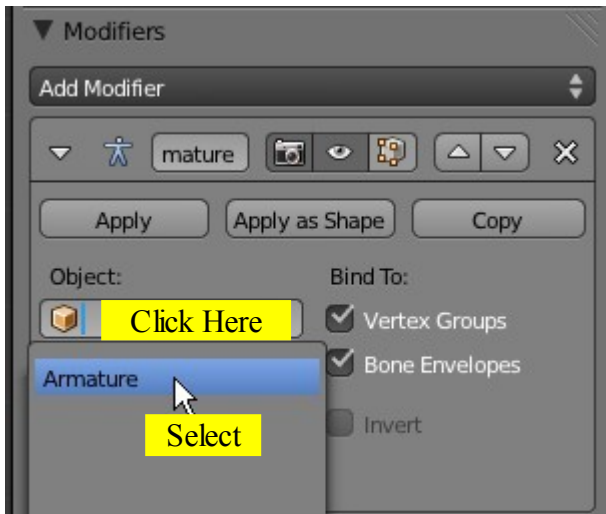 Modifiers
Add Modifier
mature
Apply Apply as Shape Copy
Object: Bind To:
Click Here Vertex Groups
Armature Bone Envelopes
Select Invert